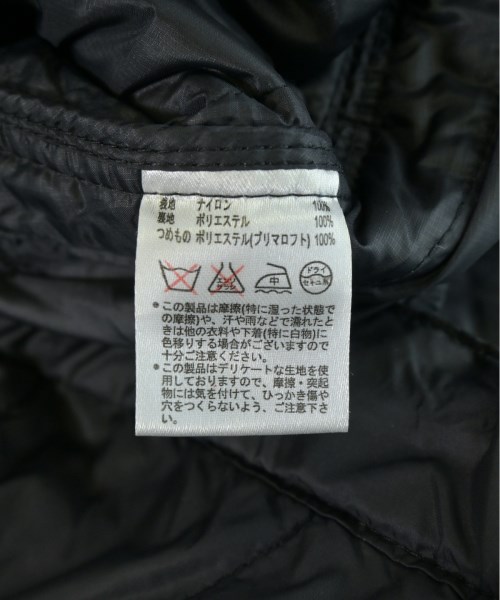 表地 ナイロン 100%
裏地 ポリエステル 100%
つめもの ポリエステル(プリマロフト) 100%
エンソ サラシ 中 ドライ セキユ系
●この製品は摩擦(特に湿った状態で
の摩擦)や、汗や雨などで濡れたと
きは他の衣料や下着(特に白物)に
色移りする場合がございますので
十分ご注意ください。
●この製品はデリケートな生地を使
用しておりますので、摩擦・突起
物には気を付けて、ひっかき傷や
穴をつくらないよう、ご注意下さ
い。